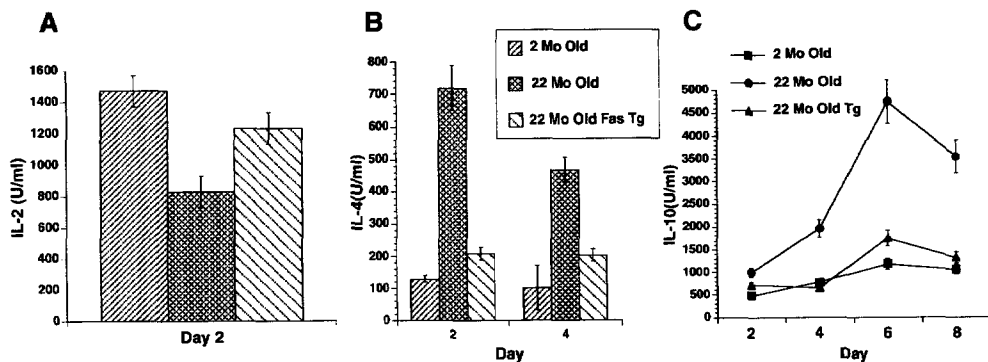 A
IL-2 (U/ml)
1600
1400
1200
1000
800
600
400
200
0
Day 2
B
IL-4(U/ml)
800
700
600
500
400
300
200
100
0
2
4
Day
2 Mo Old
22 Mo Old
22 Mo Old Fas Tg
C
2 Mo Old
22 Mo Old
22 Mo Old Tg
IL-10(U/ml)
5000
4500
4000
3500
3000
2500
2000
1500
1000
500
0
2
4
6
8
Day